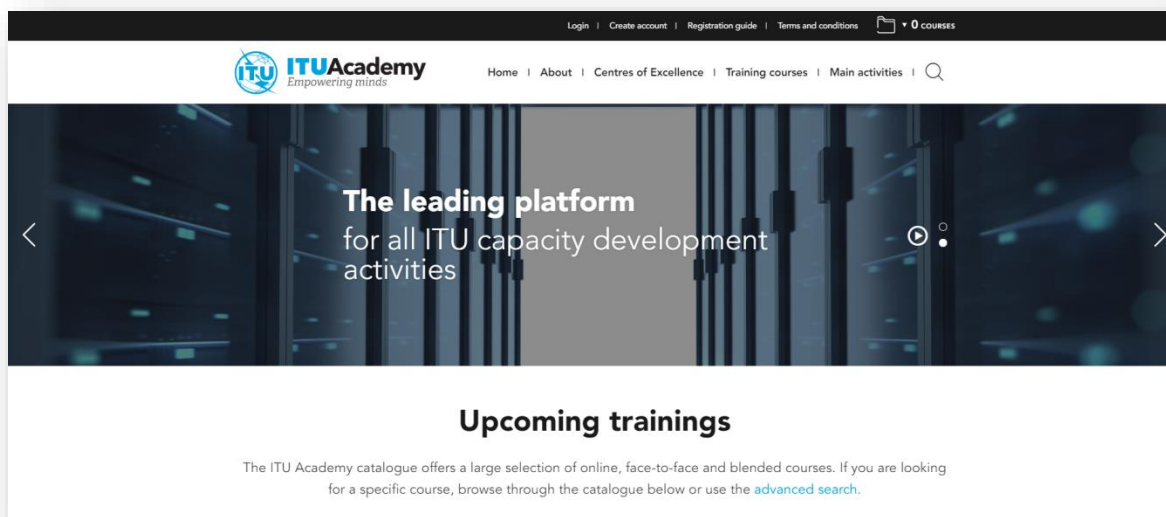 Login | Create account | Registration guide | Terms and conditions ▾ 0 COURSES
ITU ITUAcademy
Empowering minds
Home | About | Centres of Excellence | Training courses | Main activities |
The leading platform
for all ITU capacity development
activities
Upcoming trainings
The ITU Academy catalogue offers a large selection of online, face-to-face and blended courses. If you are looking
for a specific course, browse through the catalogue below or use the advanced search.